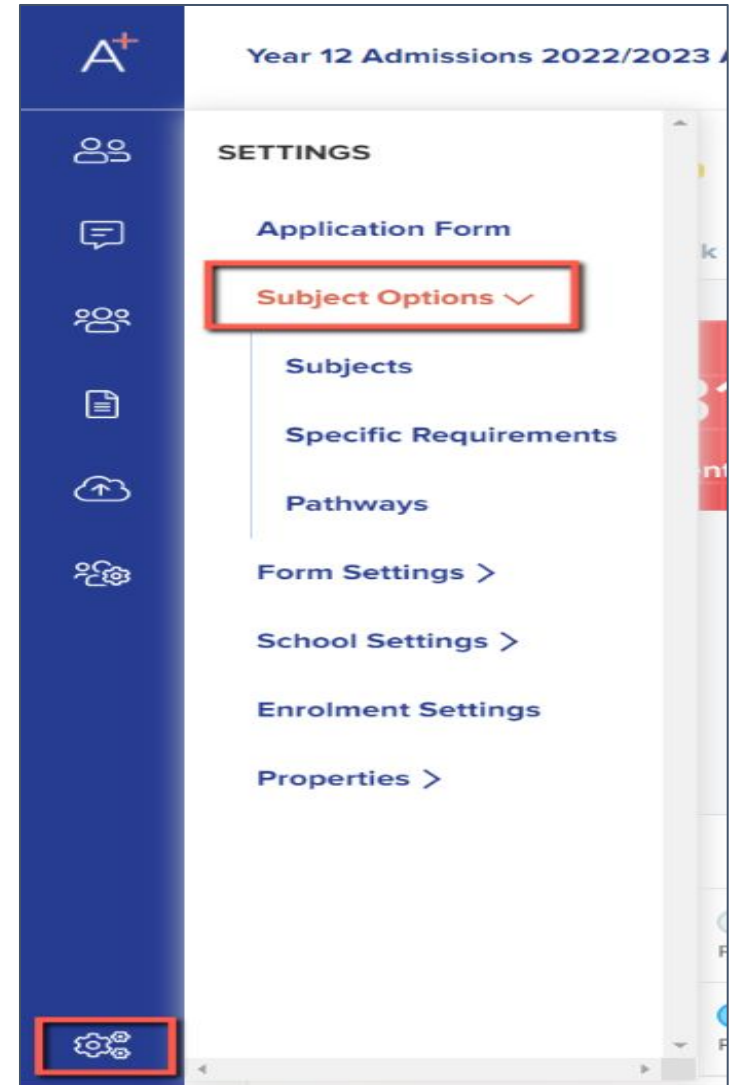 A+
Year 12 Admissions 2022/2023
SETTINGS
Application Form
Subject Options
Subjects
Specific Requirements
Pathways
Form Settings >
School Settings >
Enrolment Settings
Properties >